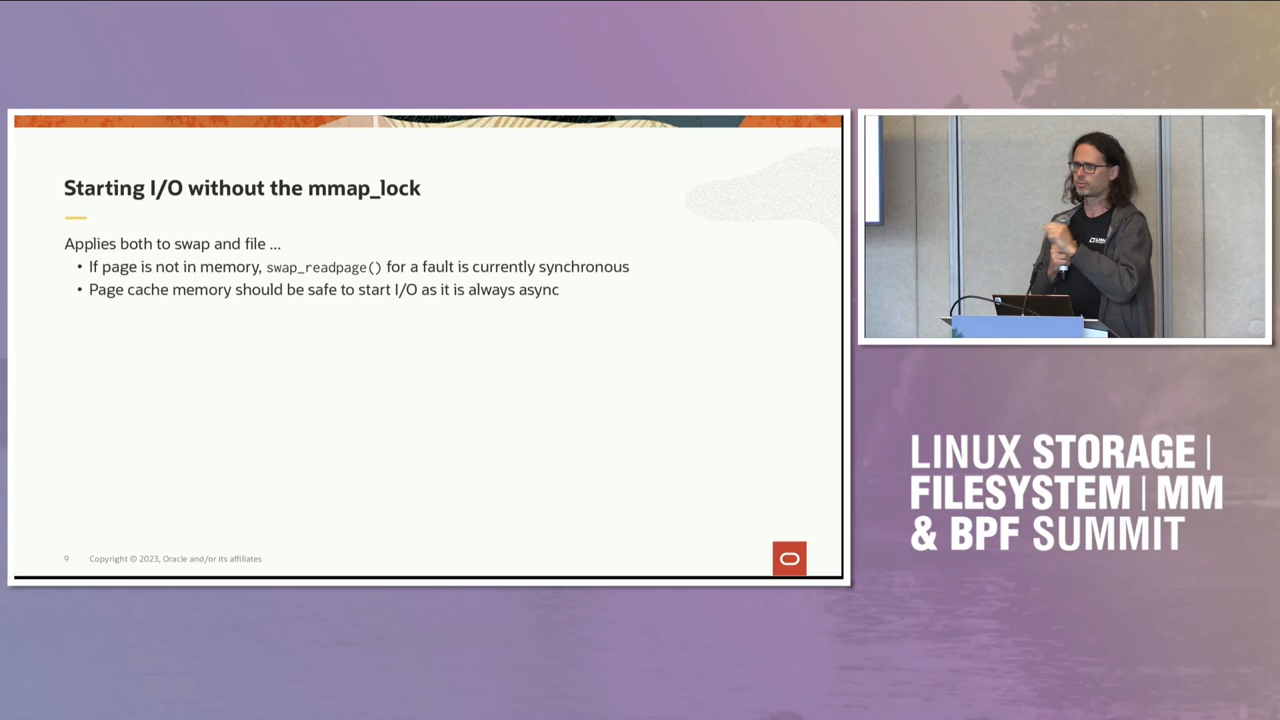 Starting I/O without the mmap_lock
Applies both to swap and file ...
• If page is not in memory, swap_readpage() for a fault is currently synchronous
• Page cache memory should be safe to start I/O as it is always async
9 Copyright © 2023, Oracle and/or its affiliates
LINUX STORAGE |
FILESYSTEM | MM
& BPF SUMMIT